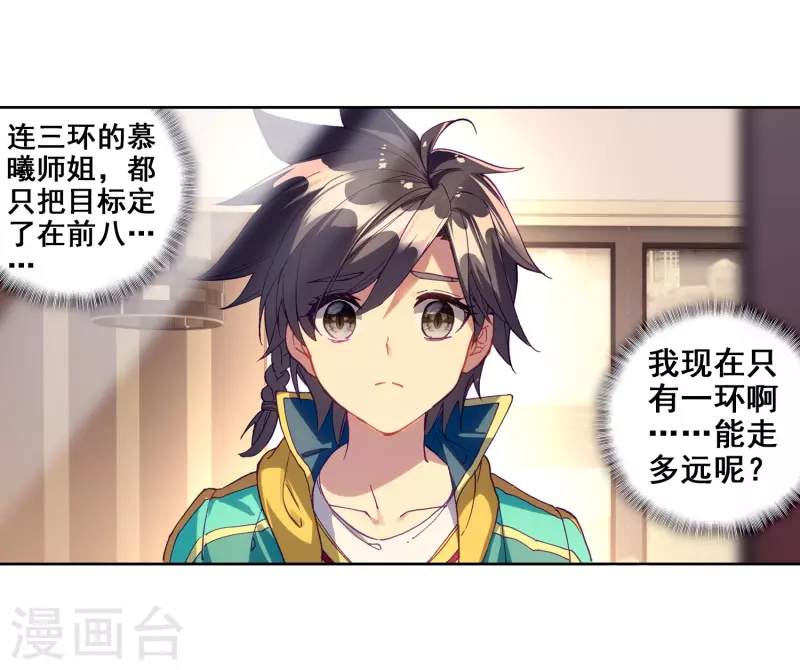 连三环的慕
曦师姐，都
只把目标定
了在前八……
……
我现在只
有一环啊
……能走
多远呢？
漫画台